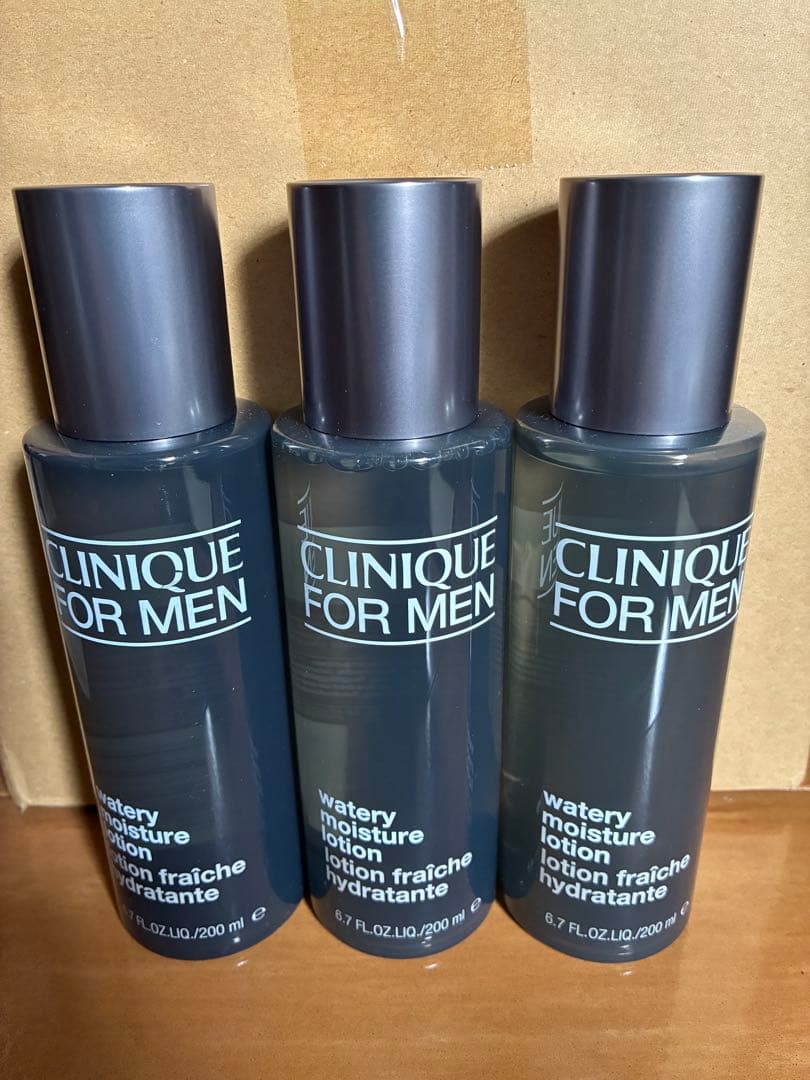 CLINIQUE
FOR MEN
watery
moisture
lotion
lotion fraîche
hydratante
.7 FL.OZ.LIQ./200 ml ℮
CLINIQUE
FOR MEN
watery
moisture
lotion
lotion fraîche
hydratante
6.7 FL.OZ.LIQ./200 ml ℮
CLINIQUE
FOR MEN
watery
moisture
lotion
lotion fraîche
hydratante
6.7 FL.OZ.LIQ./200 ml ℮